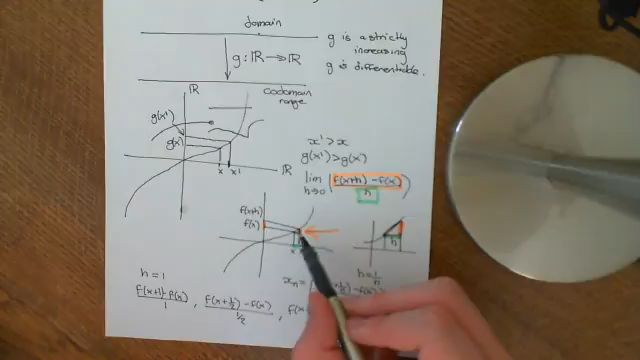 domain
g: ℝ → ℝ
g is a strictly
increasing
g is differentiable.
ℝ
codomain
range
g(x')
g(x)
x x'
ℝ
x' > x
g(x') > g(x)
lim h→0 (f(x+h) - f(x) / h)
f(x+h)
f(x)
x
h
h = 1
h = 1/n
f(x+1) - f(x) / 1 , f(x+1/2) - f(x) / 1/2 ,